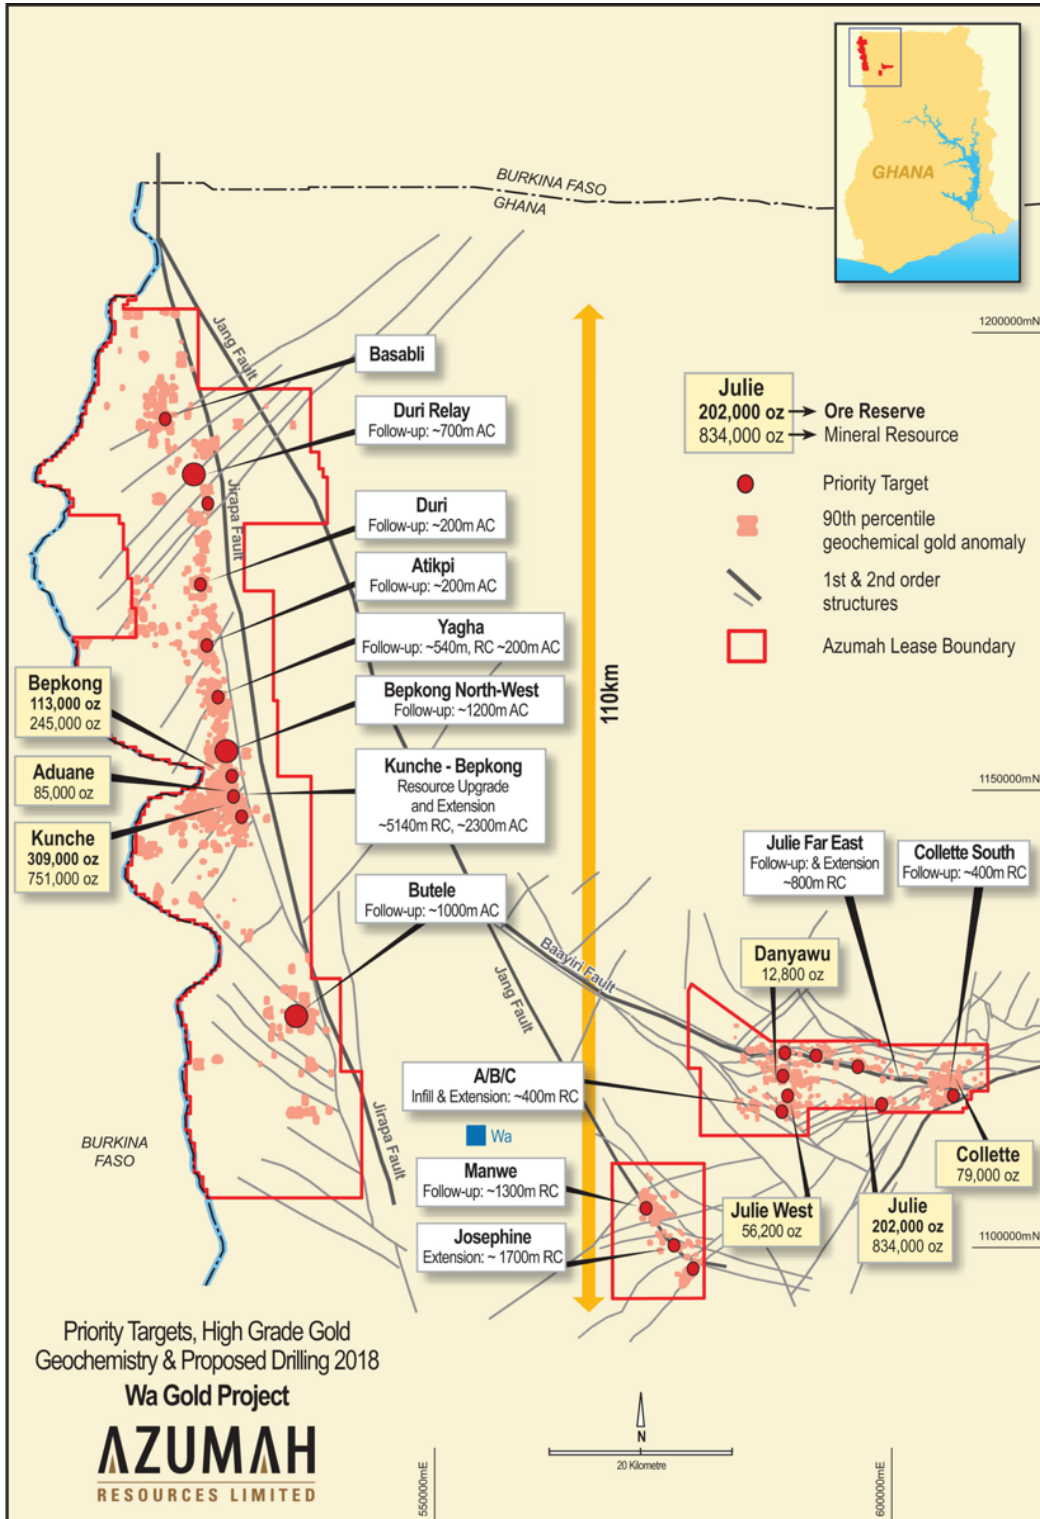 GHANA
BURKINA FASO
GHANA
1200000mN
Jang Fault
Basabli
Duri Relay
Follow-up: ~700m AC
Julie
202,000 oz
834,000 oz
Ore Reserve
Mineral Resource
Priority Target
90th percentile
geochemical gold anomaly
1st & 2nd order
structures
Azumah Lease Boundary
Jirapa Fault
Duri
Follow-up: ~200m AC
Atikpi
Follow-up: ~200m AC
Yagha
Follow-up: ~540m, RC ~200m AC
Bepkong North-West
Follow-up: ~1200m AC
110km
Bepkong
113,000 oz
245,000 oz
Aduane
85,000 oz
Kunche
309,000 oz
751,000 oz
Kunche - Bepkong
Resource Upgrade
and Extension
~5140m RC, ~2300m AC
1150000mN
Butele
Follow-up: ~1000m AC
Julie Far East
Follow-up: & Extension
~800m RC
Collette South
Follow-up: ~400m RC
Baayiri Fault
Danyawu
12,800 oz
Jang Fault
A/B/C
Infill & Extension: ~400m RC
Wa
Jirapa Fault
BURKINA
FASO
Manwe
Follow-up: ~1300m RC
Josephine
Extension: ~ 1700m RC
Julie West
56,200 oz
Julie
202,000 oz
834,000 oz
Collette
79,000 oz
1100000mN
Priority Targets, High Grade Gold
Geochemistry & Proposed Drilling 2018
Wa Gold Project
AZUMAH
RESOURCES LIMITED
N
20 Kilometre
550000mE
600000mE